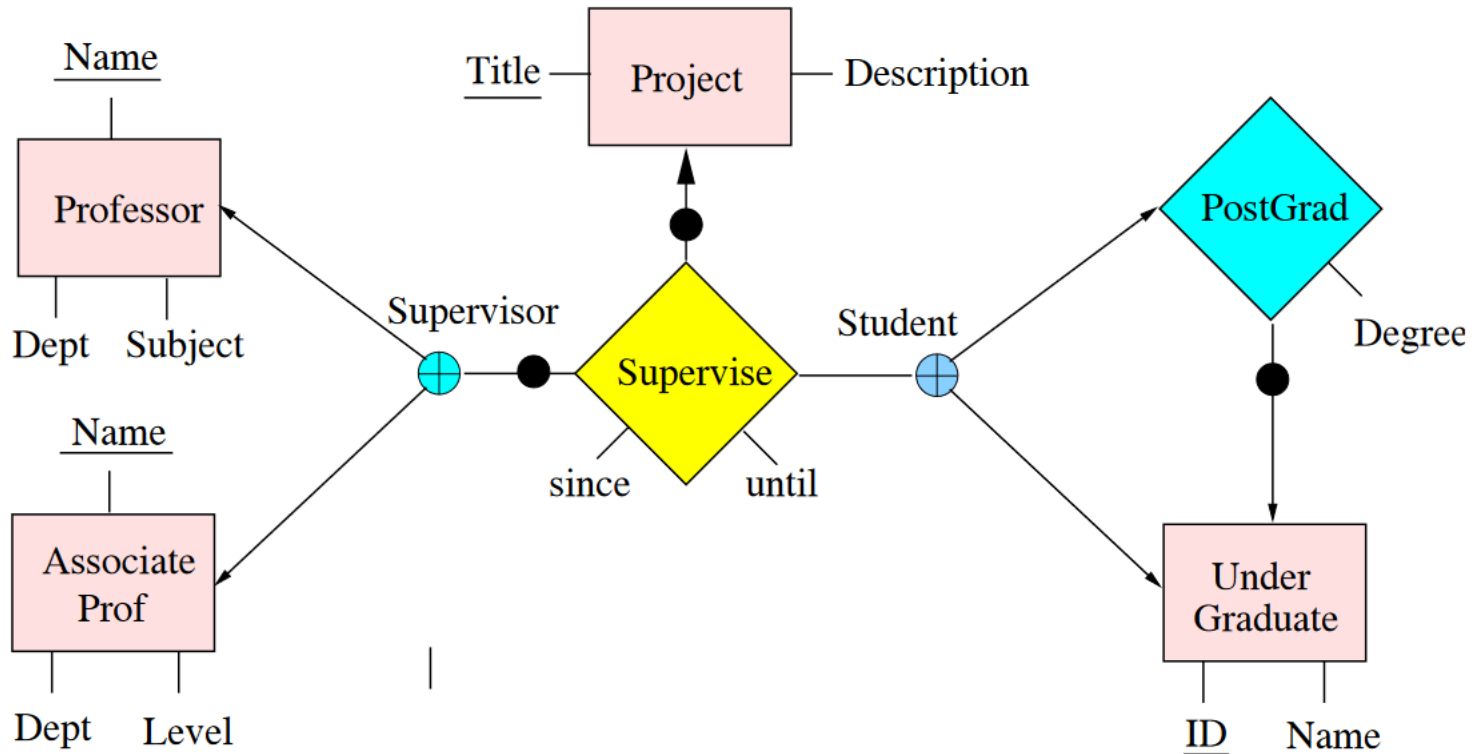 Name
Title
Project
Description
Professor
PostGrad
Dept
Subject
Supervisor
Student
Degree
Supervise
Name
since
until
Associate
Prof
Under
Graduate
Dept
Level
ID
Name